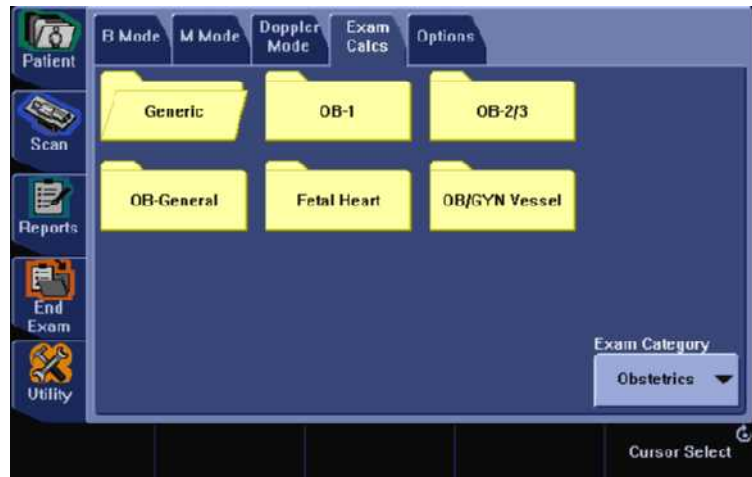 Patient
Scan
Reports
End
Exam
Utility
B Mode
M Mode
Doppler
Mode
Exam
Calcs
Options
Generic
OB-1
OB-2/3
OB-General
Fetal Heart
OB/GYN Vessel
Exam Category
Obstetrics
Cursor Select